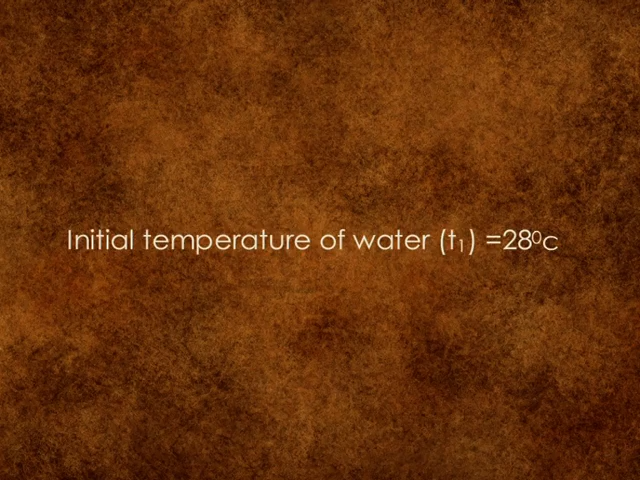 Initial temperature of water (t₁) =28⁰c